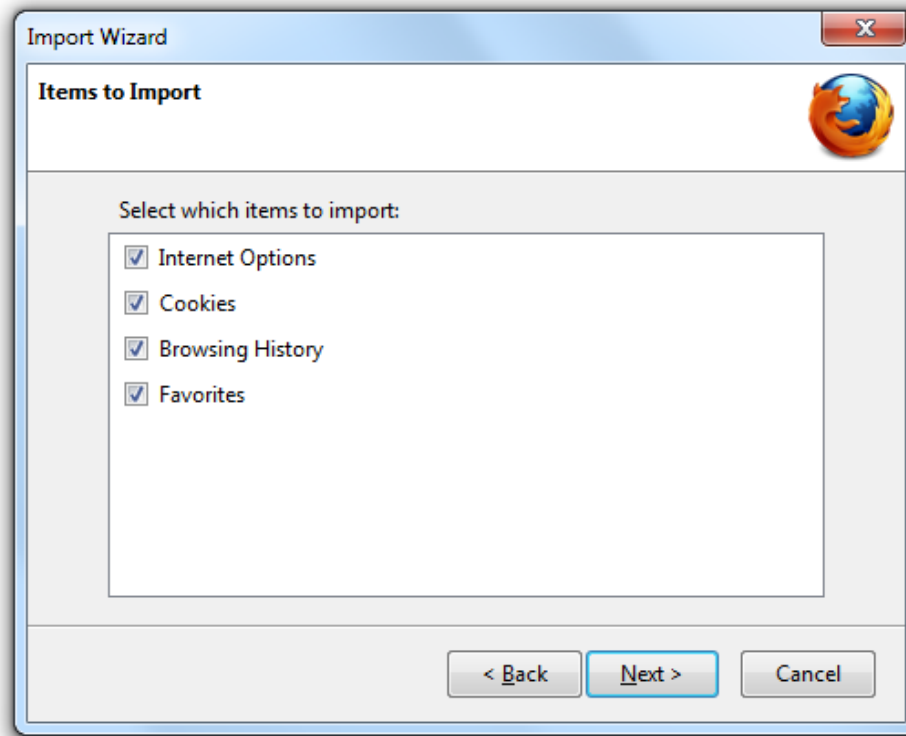 Import Wizard
Items to Import
Select which items to import:
Internet Options
Cookies
Browsing History
Favorites
< Back Next > Cancel